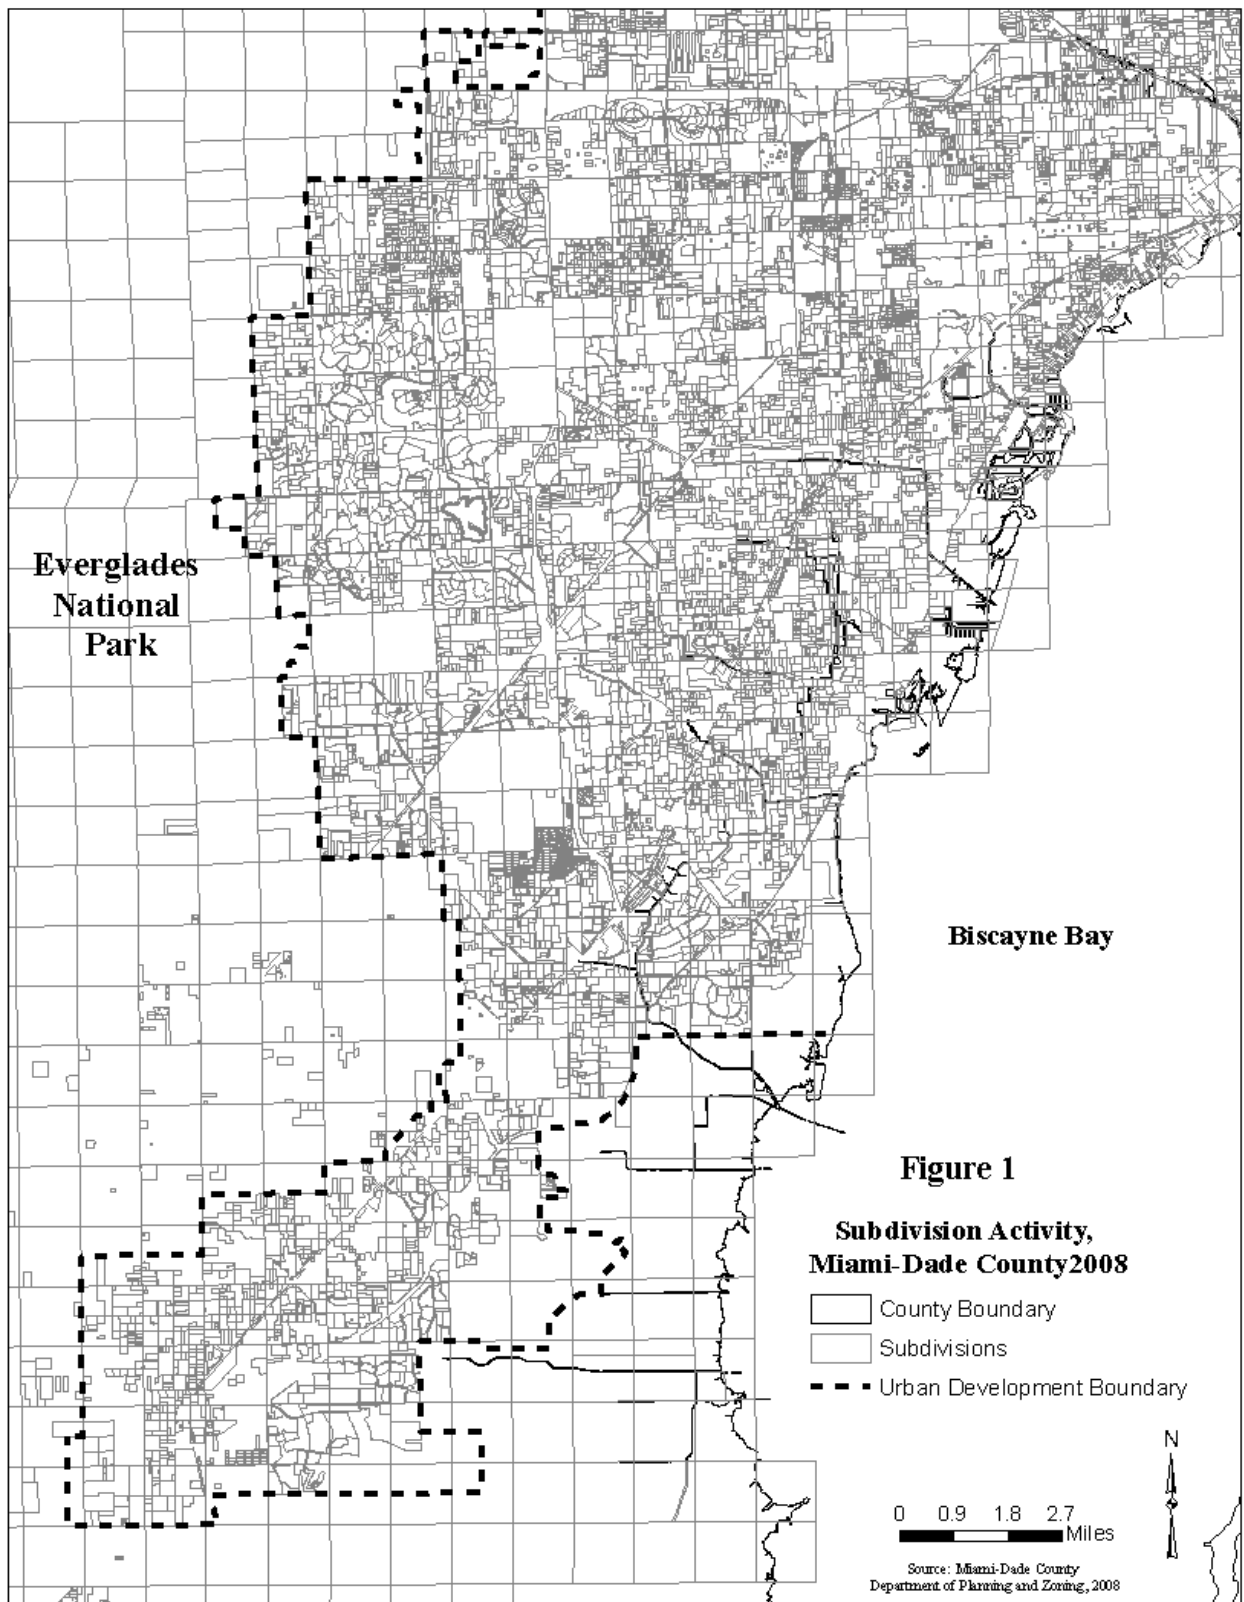 Everglades
National
Park
Biscayne Bay
Figure 1
Subdivision Activity,
Miami-Dade County2008
County Boundary
Subdivisions
Urban Development Boundary
N
0 0.9 1.8 2.7
Miles
Source: Miami-Dade County
Department of Planning and Zoning, 2008